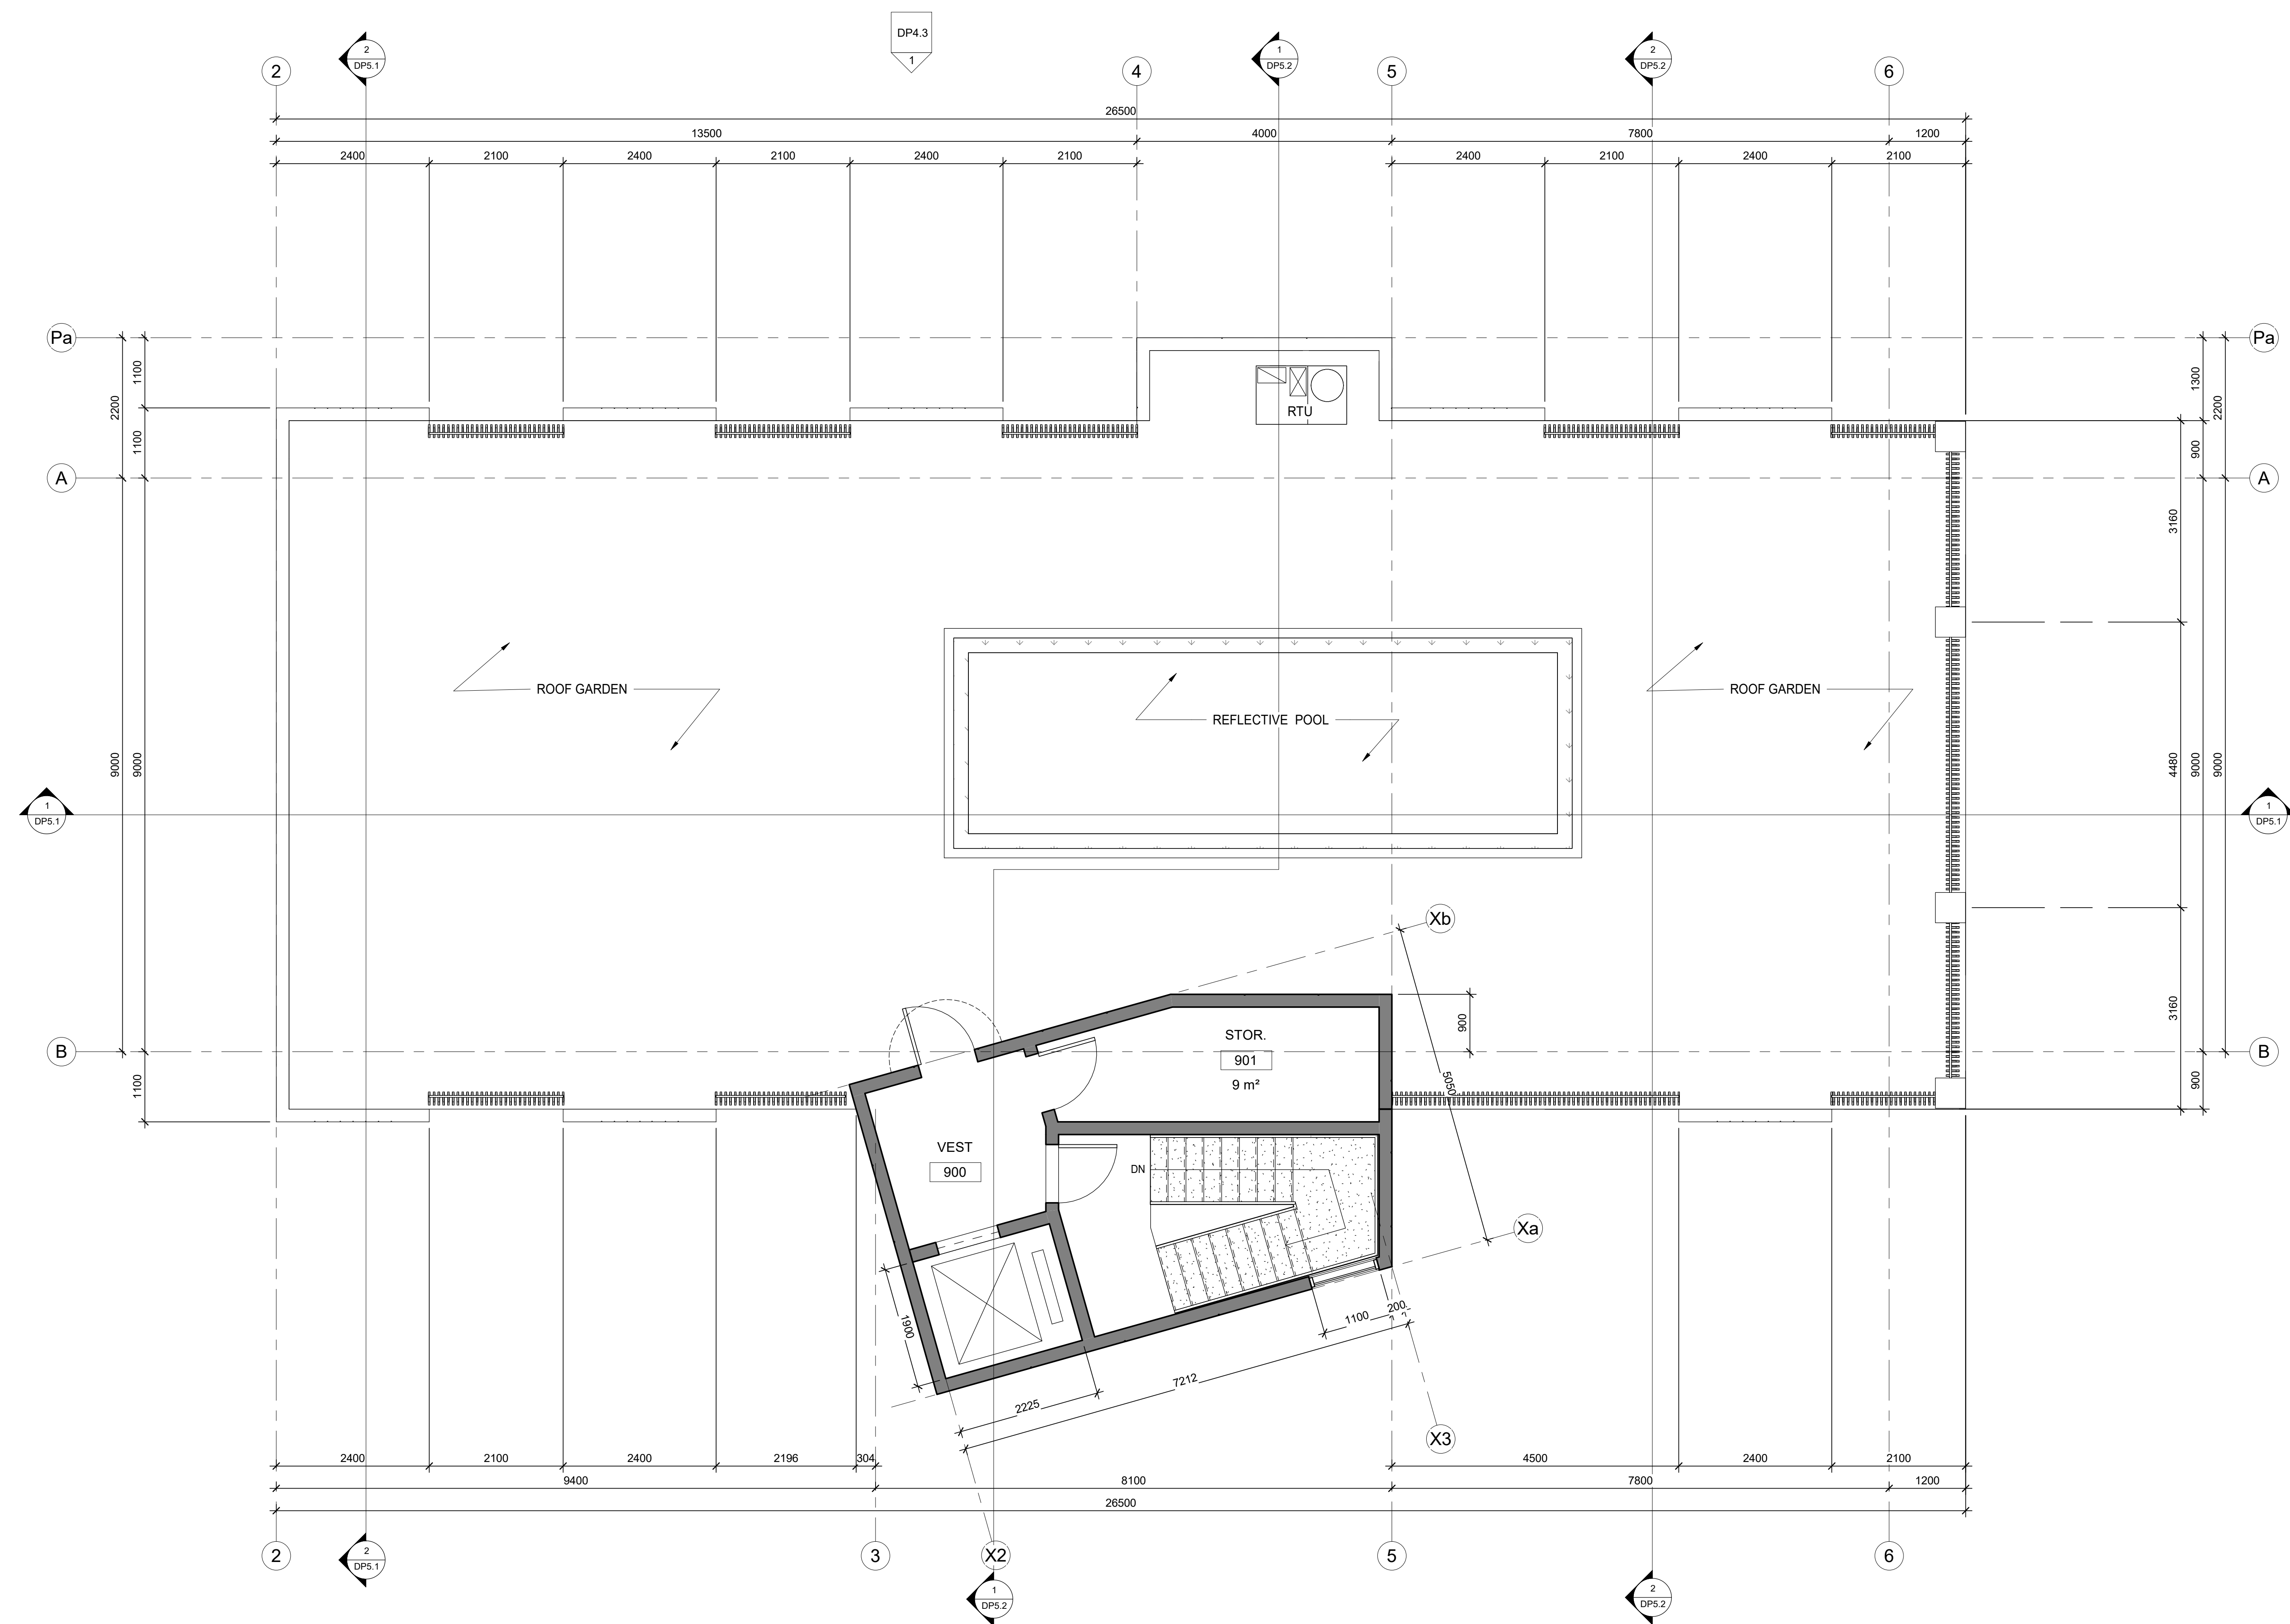 DP4.3
1
2
DP5.1
1
DP5.2
2
DP5.2
2
4
5
6
26500
13500
4000
7800
1200
2400
2100
2400
2100
2400
2100
2400
2100
2400
2100
Pa
Pa
1100
2200
1300
2200
RTU
1100
900
A
A
3160
ROOF GARDEN
ROOF GARDEN
REFLECTIVE POOL
9000
9000
4480
9000
9000
1
DP5.1
1
DP5.1
Xb
3160
900
STOR.
901
9 m²
B
B
5050
1100
900
VEST
900
DN
Xa
1900
1100
200
7212
2225
X3
2400
2100
2400
2196
304
4500
2400
2100
9400
8100
7800
1200
26500
2
3
X2
5
6
2
DP5.1
1
DP5.2
2
DP5.2